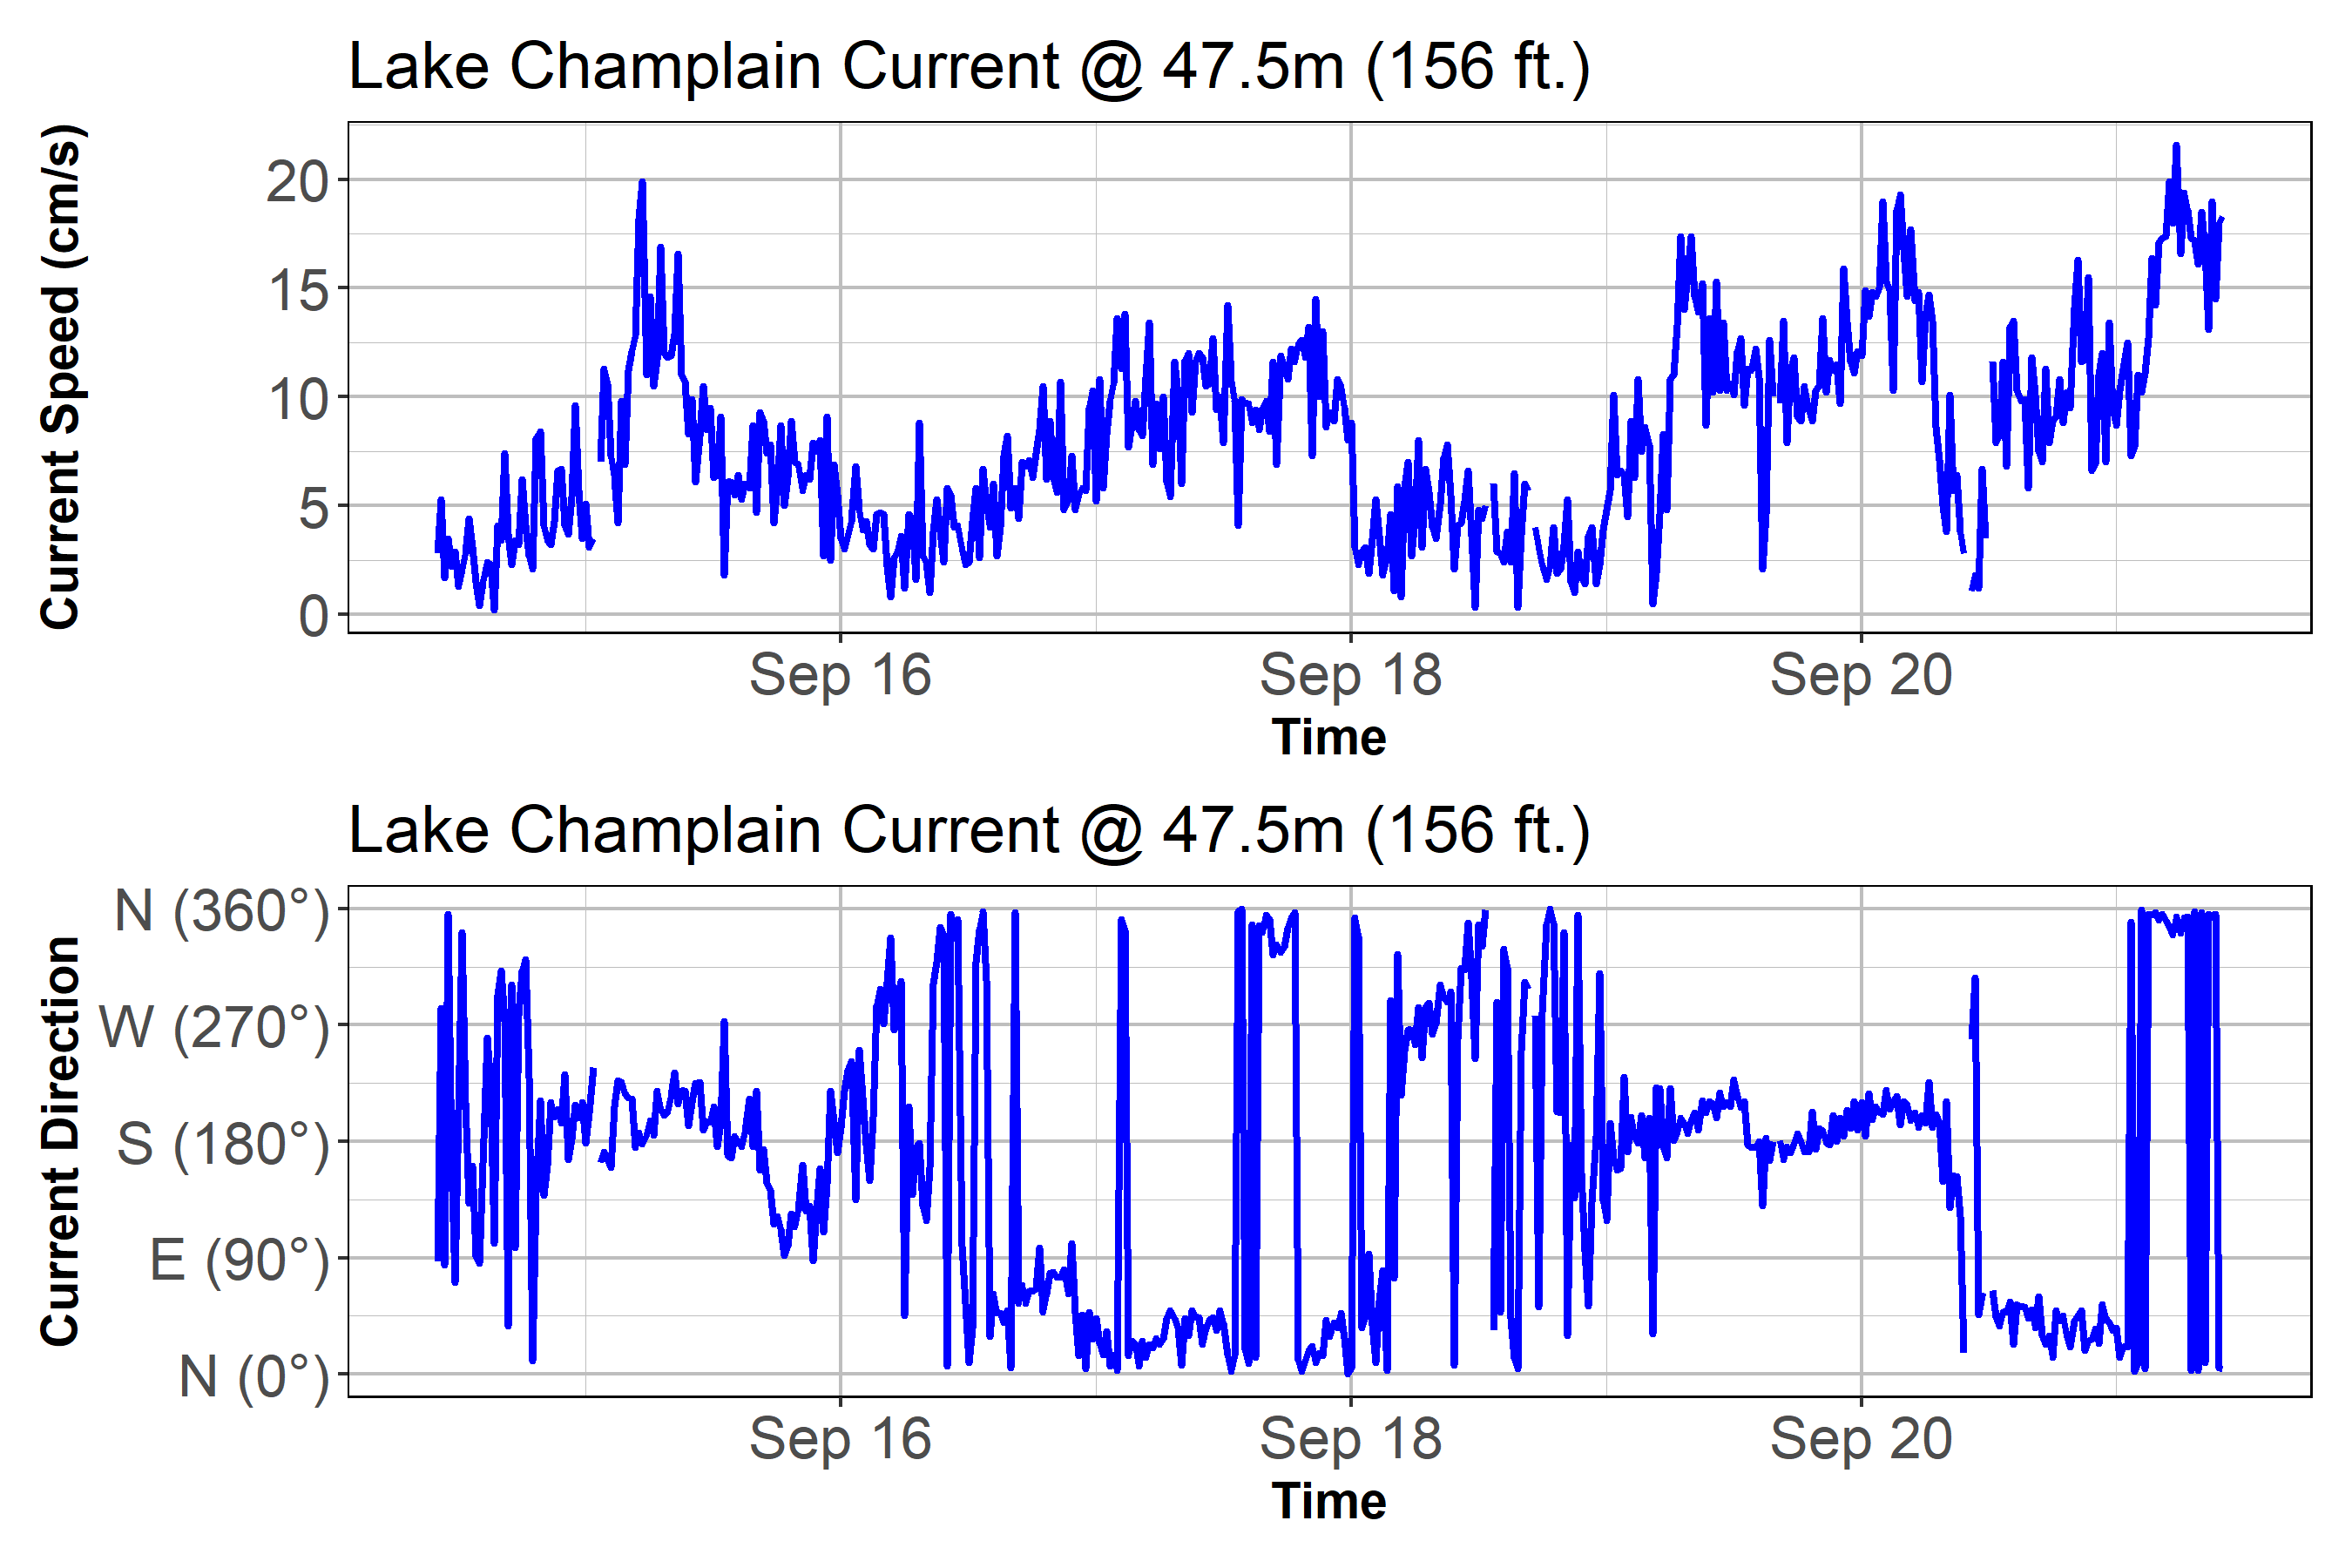 Lake Champlain Current @ 47.5m (156 ft.)
Current Speed (cm/s)
20
15
10
5
0
Sep 16 Sep 18 Sep 20
Time
Lake Champlain Current @ 47.5m (156 ft.)
Current Direction
N (360°)
W (270°)
S (180°)
E (90°)
N (0°)
Sep 16 Sep 18 Sep 20
Time